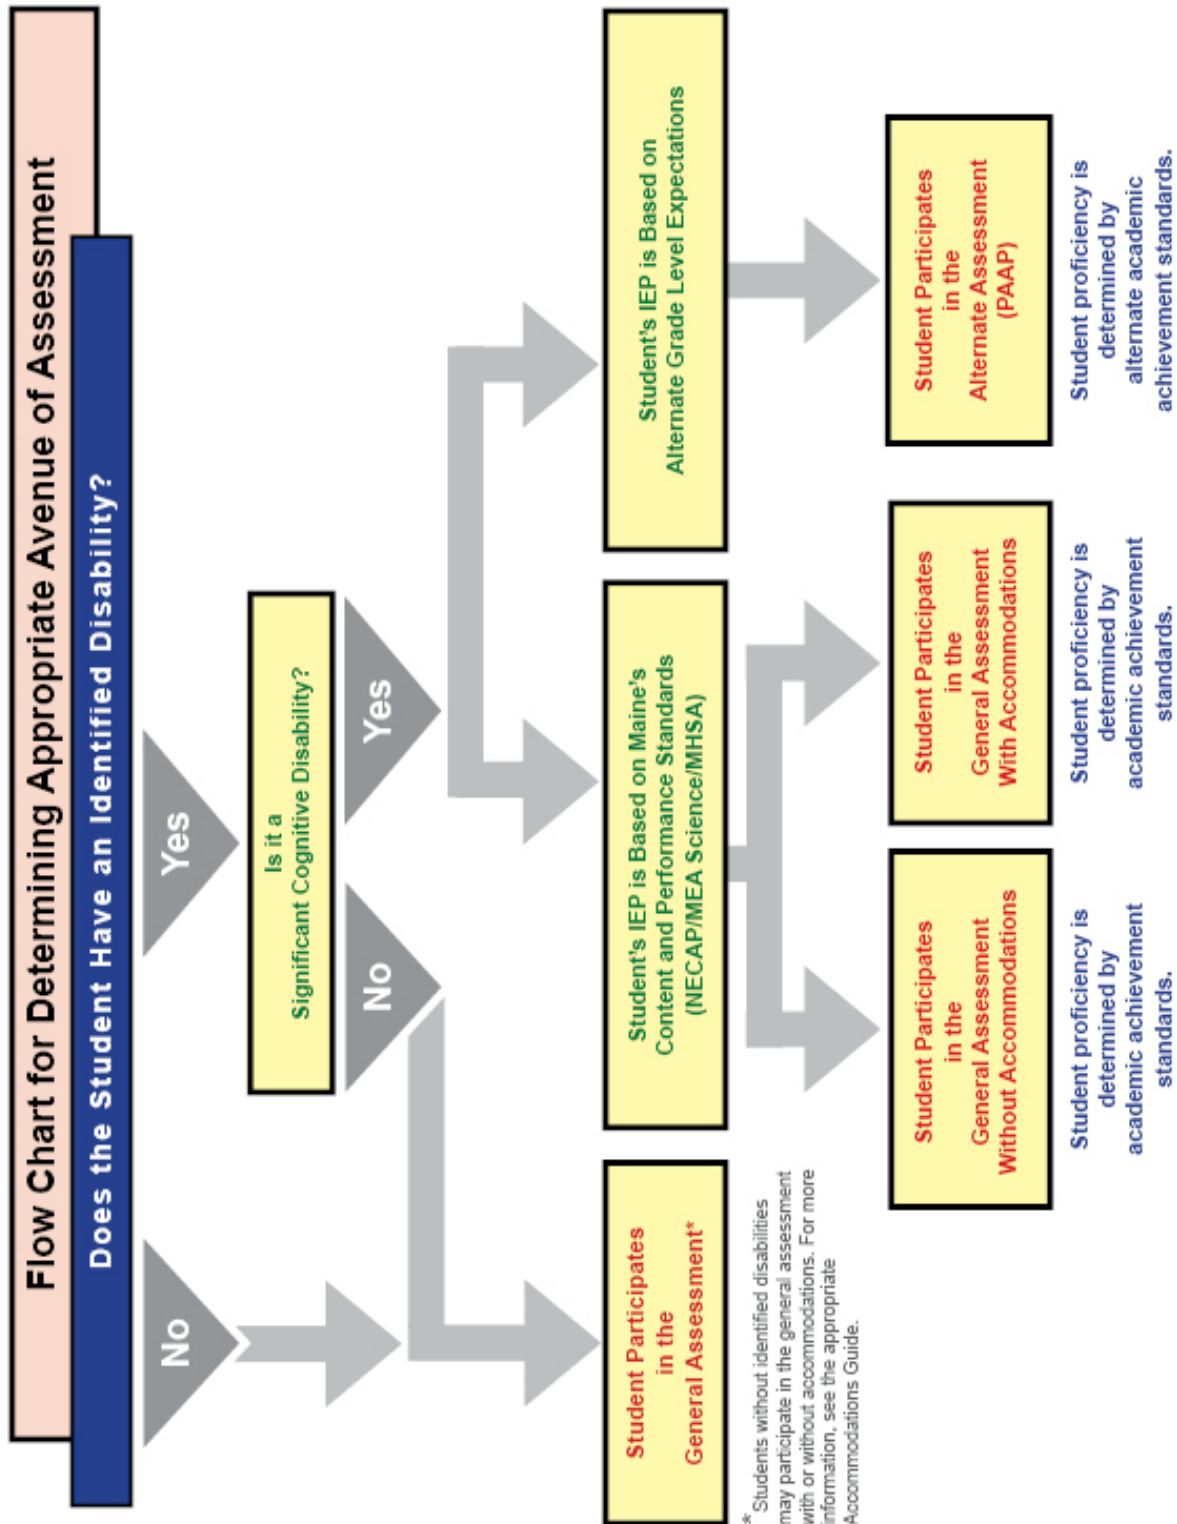 Flow Chart for Determining Appropriate Avenue of Assessment
Does the Student Have an Identified Disability?
No
Yes
Is it a
Significant Cognitive Disability?
No
Yes
Student Participates
in the
General Assessment*
Student's IEP is Based on Maine's
Content and Performance Standards
(NECAP/MEA Science/MHSA)
Student's IEP is Based on
Alternate Grade Level Expectations
* Students without identified disabilities
may participate in the general assessment
with or without accommodations. For more
information, see the appropriate
Accommodations Guide.
Student Participates
in the
General Assessment
Without Accommodations
Student Participates
in the
General Assessment
With Accommodations
Student Participates
in the
Alternate Assessment
(PAAP)
Student proficiency is
determined by
academic achievement
standards.
Student proficiency is
determined by
academic achievement
standards.
Student proficiency is
determined by
alternate academic
achievement standards.